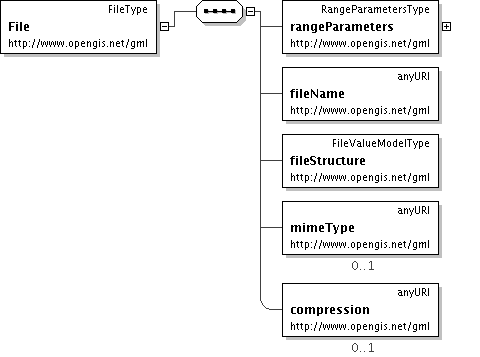 FileType
File
http://www.opengis.net/gml
RangeParametersType
rangeParameters
http://www.opengis.net/gml
anyURI
fileName
http://www.opengis.net/gml
FileValueModelType
fileStructure
http://www.opengis.net/gml
anyURI
mimeType
http://www.opengis.net/gml
0..1
anyURI
compression
http://www.opengis.net/gml
0..1